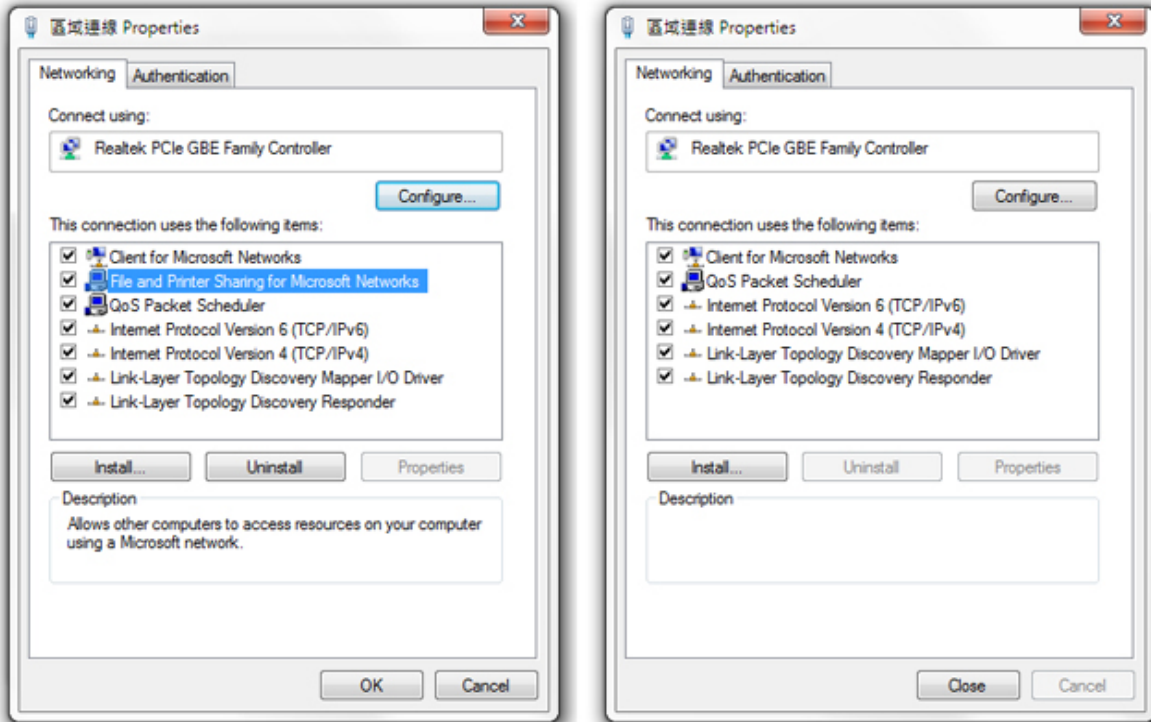 區域連線 Properties
Networking
Authentication
Connect using:
Realtek PCIe GBE Family Controller
Configure...
This connection uses the following items:
Client for Microsoft Networks
File and Printer Sharing for Microsoft Networks
QoS Packet Scheduler
Internet Protocol Version 6 (TCP/IPv6)
Internet Protocol Version 4 (TCP/IPv4)
Link-Layer Topology Discovery Mapper I/O Driver
Link-Layer Topology Discovery Responder
Install...
Uninstall
Properties
Description
Allows other computers to access resources on your computer
using a Microsoft network.
OK
Cancel
區域連線 Properties
Networking
Authentication
Connect using:
Realtek PCIe GBE Family Controller
Configure...
This connection uses the following items:
Client for Microsoft Networks
QoS Packet Scheduler
Internet Protocol Version 6 (TCP/IPv6)
Internet Protocol Version 4 (TCP/IPv4)
Link-Layer Topology Discovery Mapper I/O Driver
Link-Layer Topology Discovery Responder
Install...
Uninstall
Properties
Description
Close
Cancel